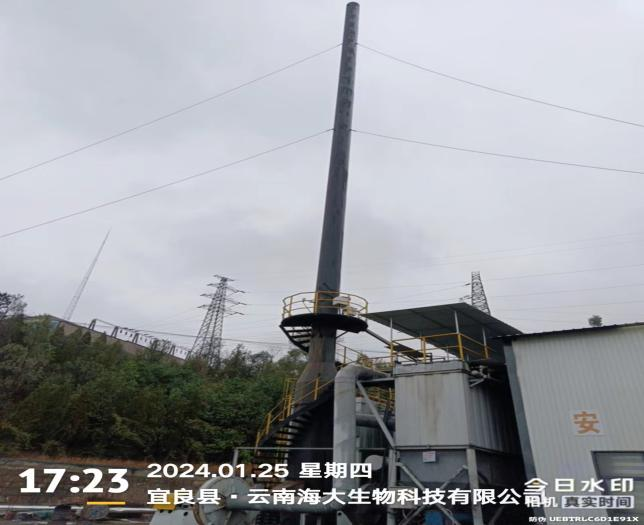 安
17:23
2024.01.25 星期四
宜良县·云南海大生物科技有限公司
今日水印
相机 真实时间
防伪 UEBTRLC6D1E91X